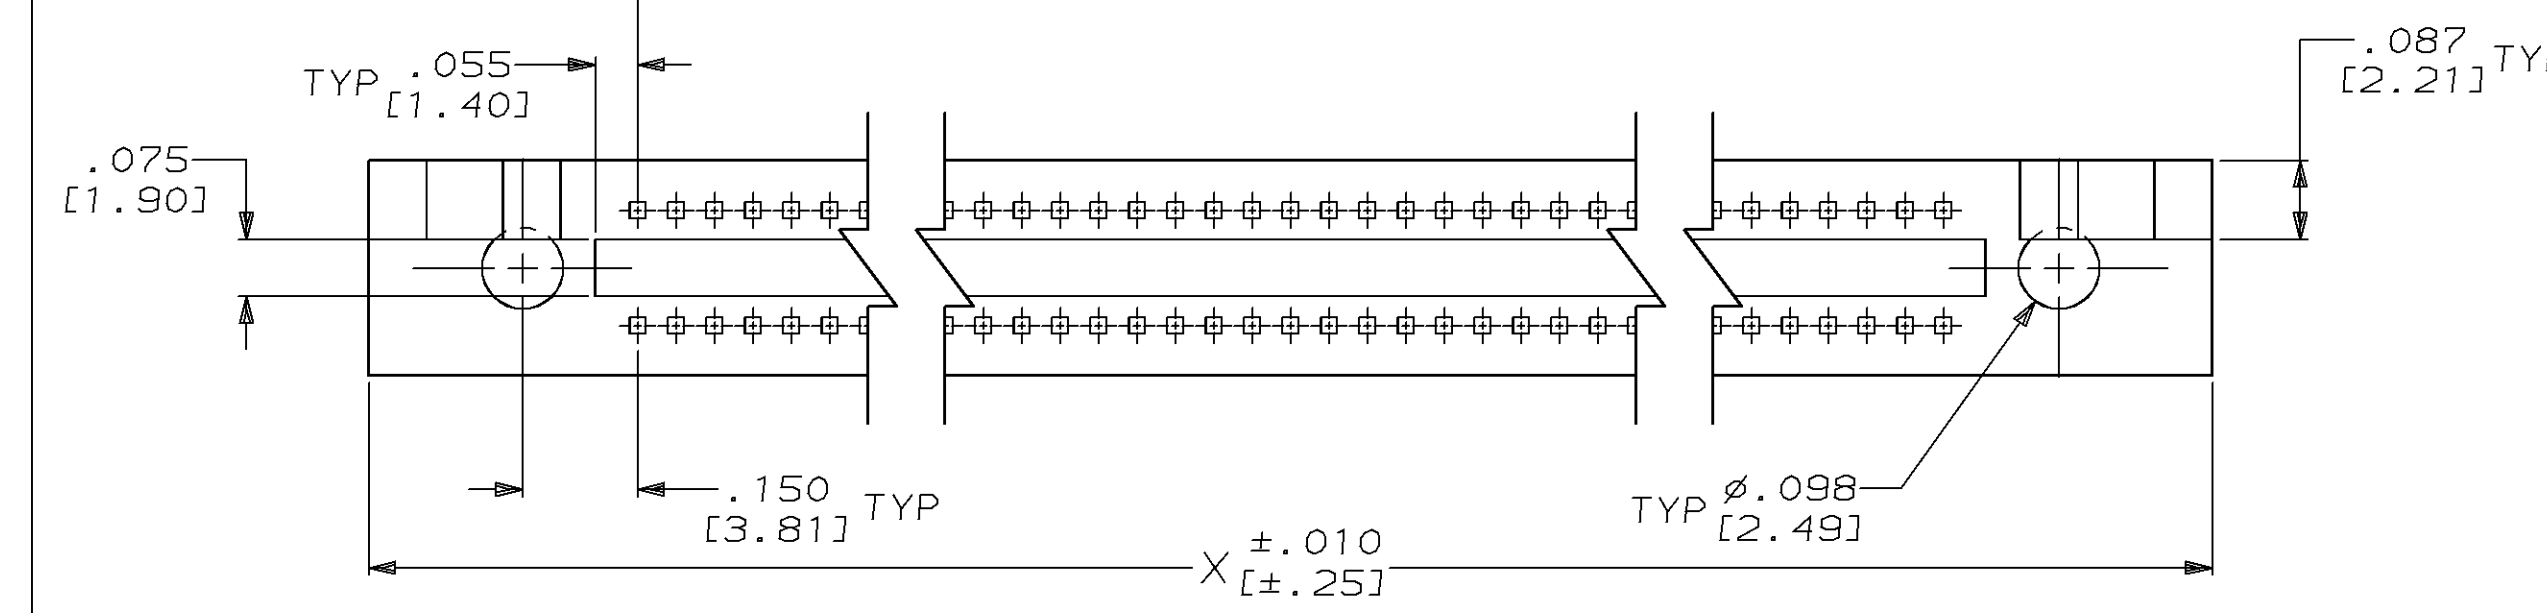 .055
TYP
[1.40]
.087
TY
[2.21]
.075
[1.90]
.150
TYP
[3.81]
Ø.098
TYP
[2.49]
X ±.010
[±.25]